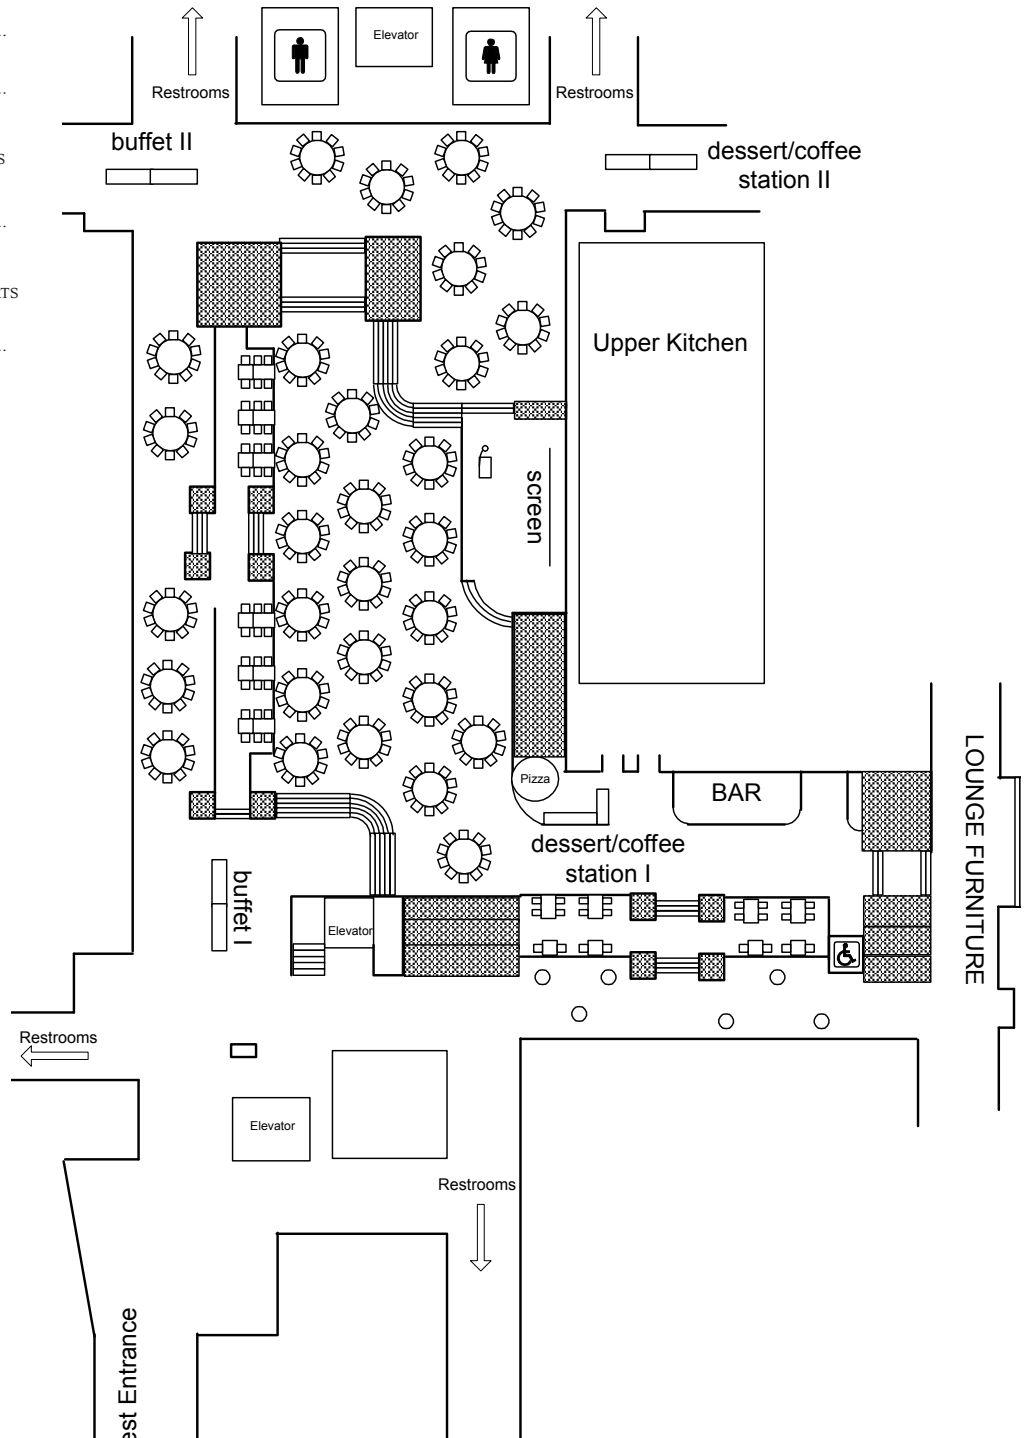 Elevator
Restrooms
Restrooms
buffet II
dessert/coffee
station II
Upper Kitchen
screen
Pizza
BAR
LOUNGE FURNITURE
dessert/coffee
station I
buffet I
Elevator
Restrooms
Elevator
Restrooms
Entrance